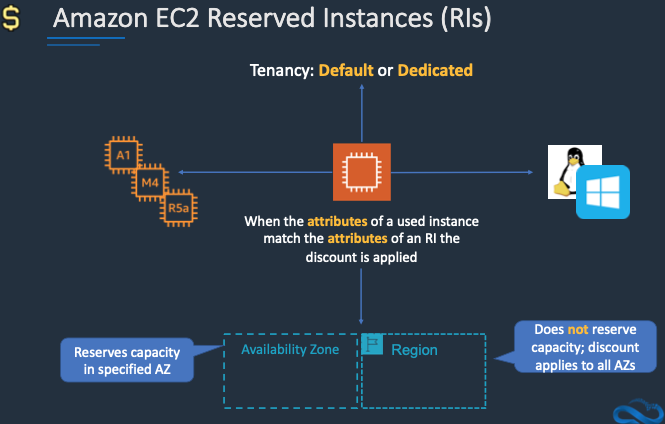 Amazon EC2 Reserved Instances (RIs)
Tenancy: Default or Dedicated
A1
M4
R5a
When the attributes of a used instance
match the attributes of an RI the
discount is applied
Reserves capacity
in specified AZ
Availability Zone
Region
Does not reserve
capacity; discount
applies to all AZs